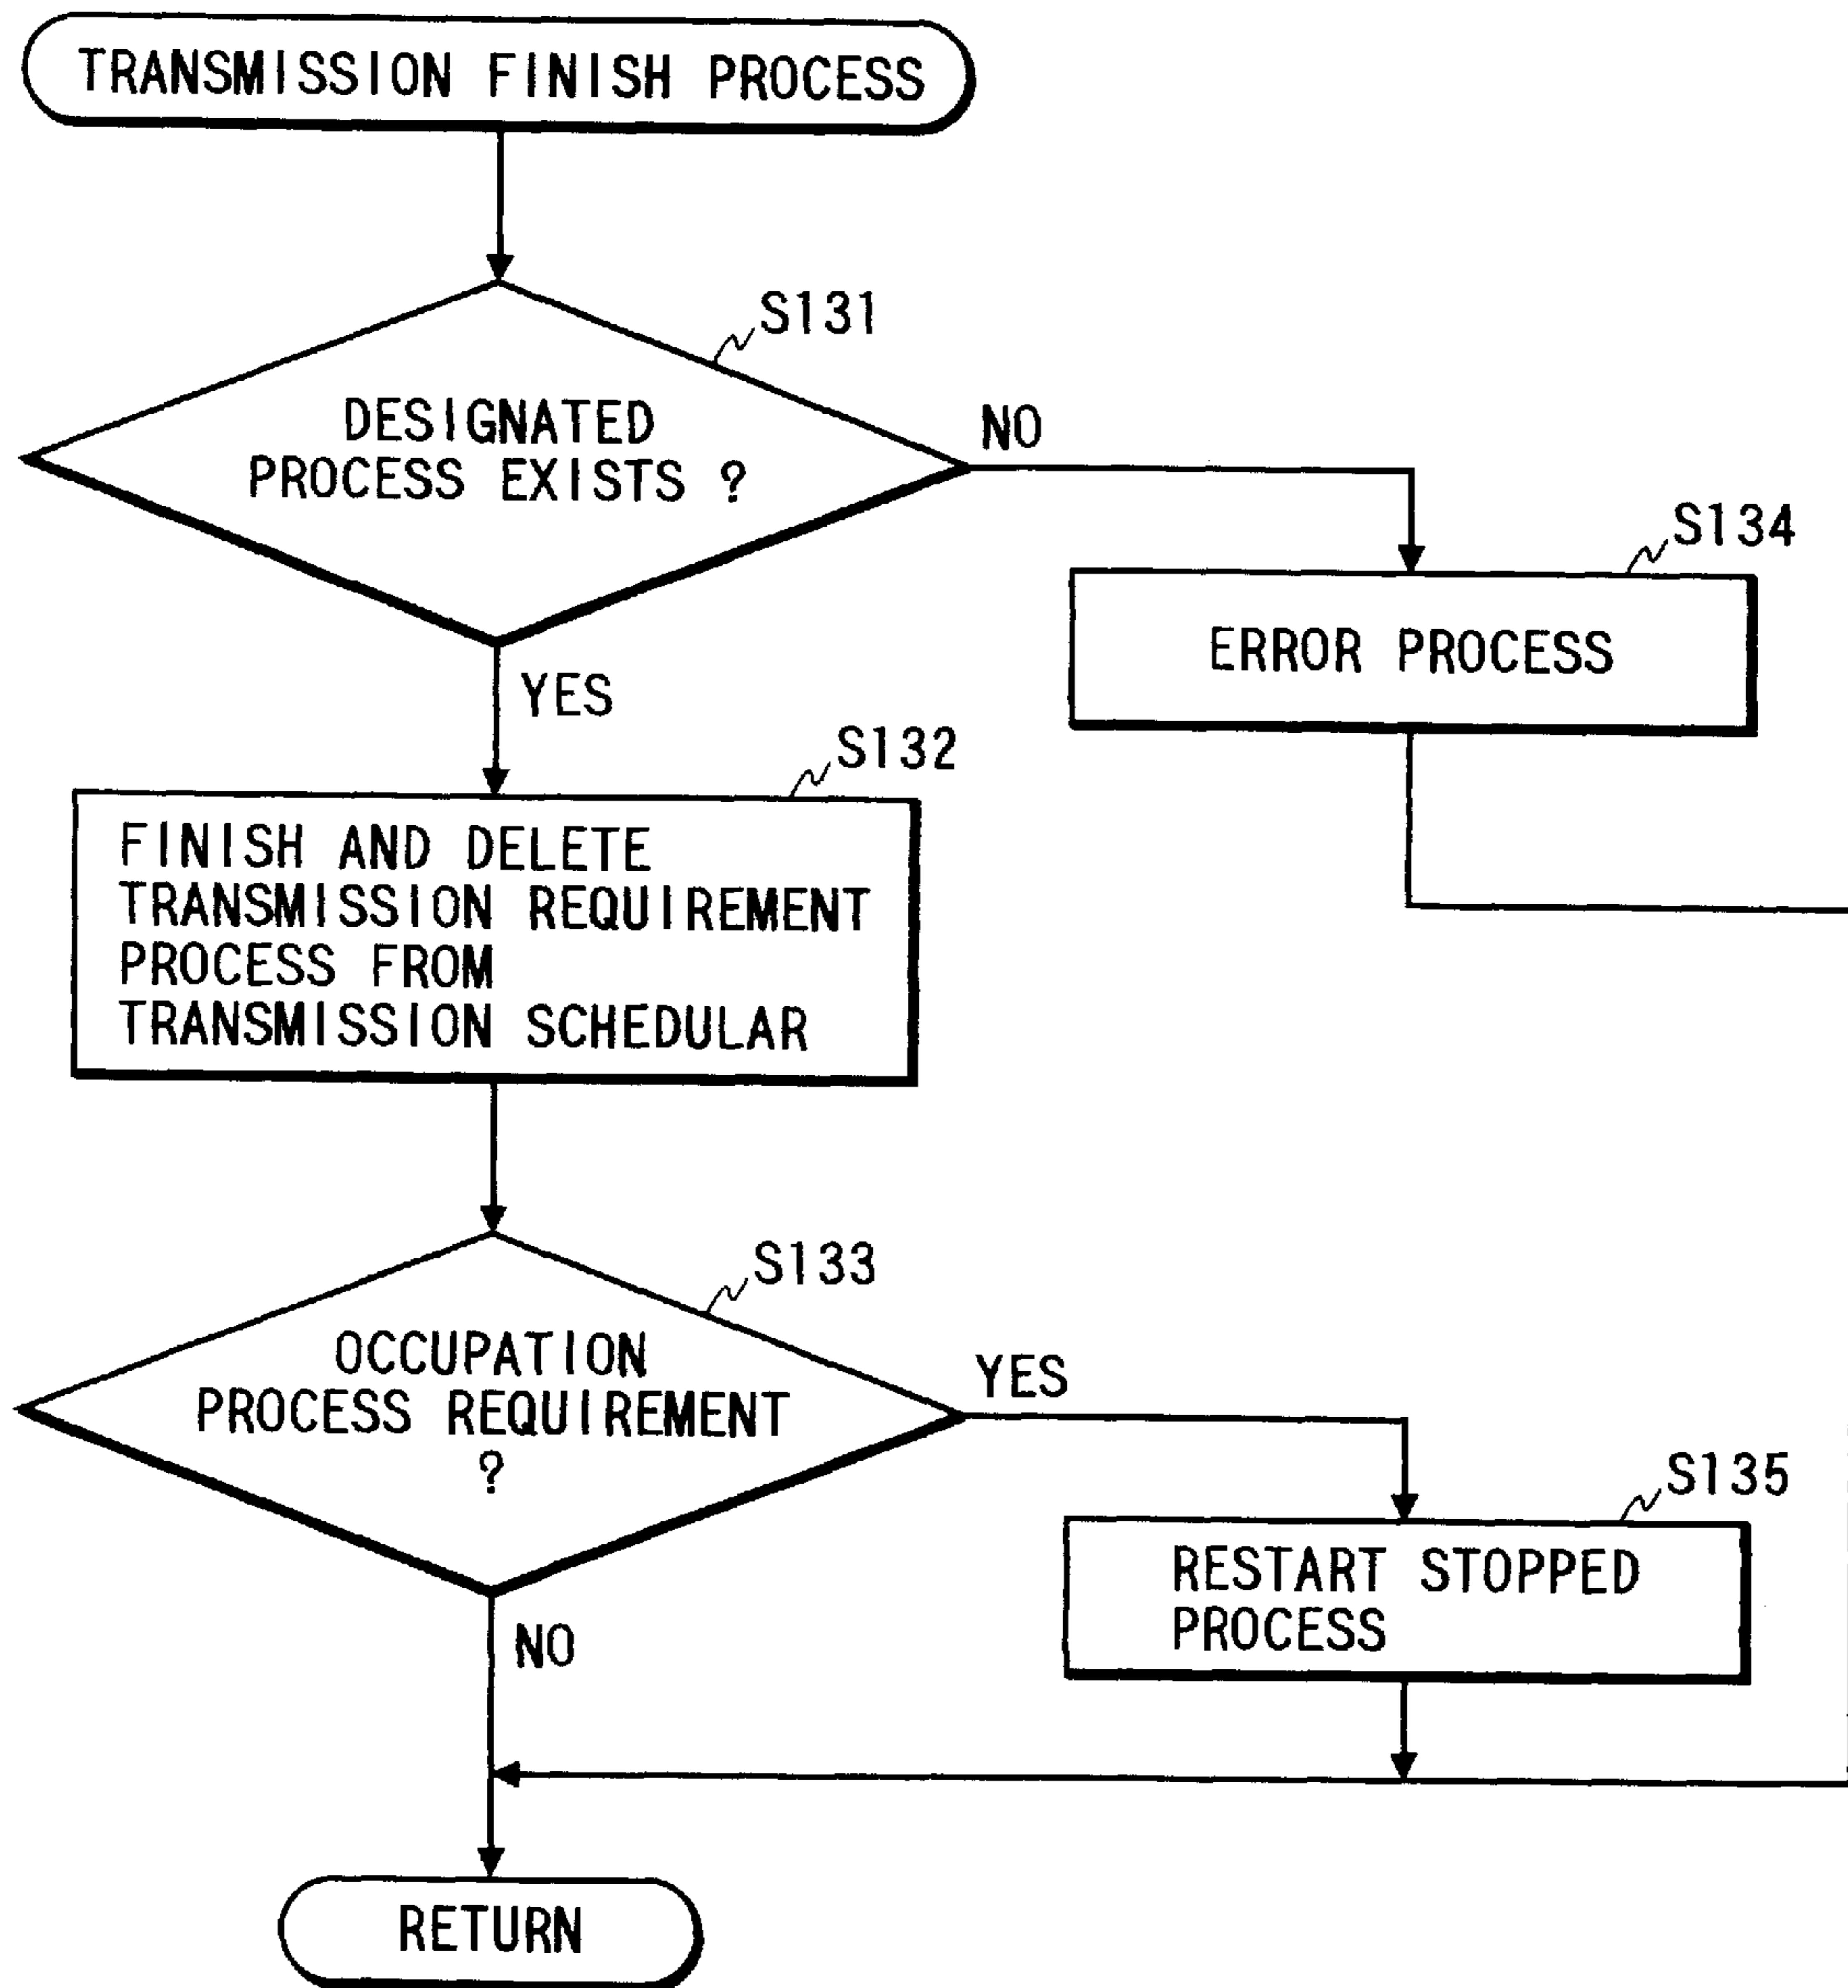 TRANSMISSION FINISH PROCESS
S131
DESIGNATED
PROCESS EXISTS ?
NO
S134
ERROR PROCESS
YES
S132
FINISH AND DELETE
TRANSMISSION REQUIREMENT
PROCESS FROM
TRANSMISSION SCHEDULAR
S133
OCCUPATION
PROCESS REQUIREMENT
?
YES
S135
RESTART STOPPED
PROCESS
NO
RETURN